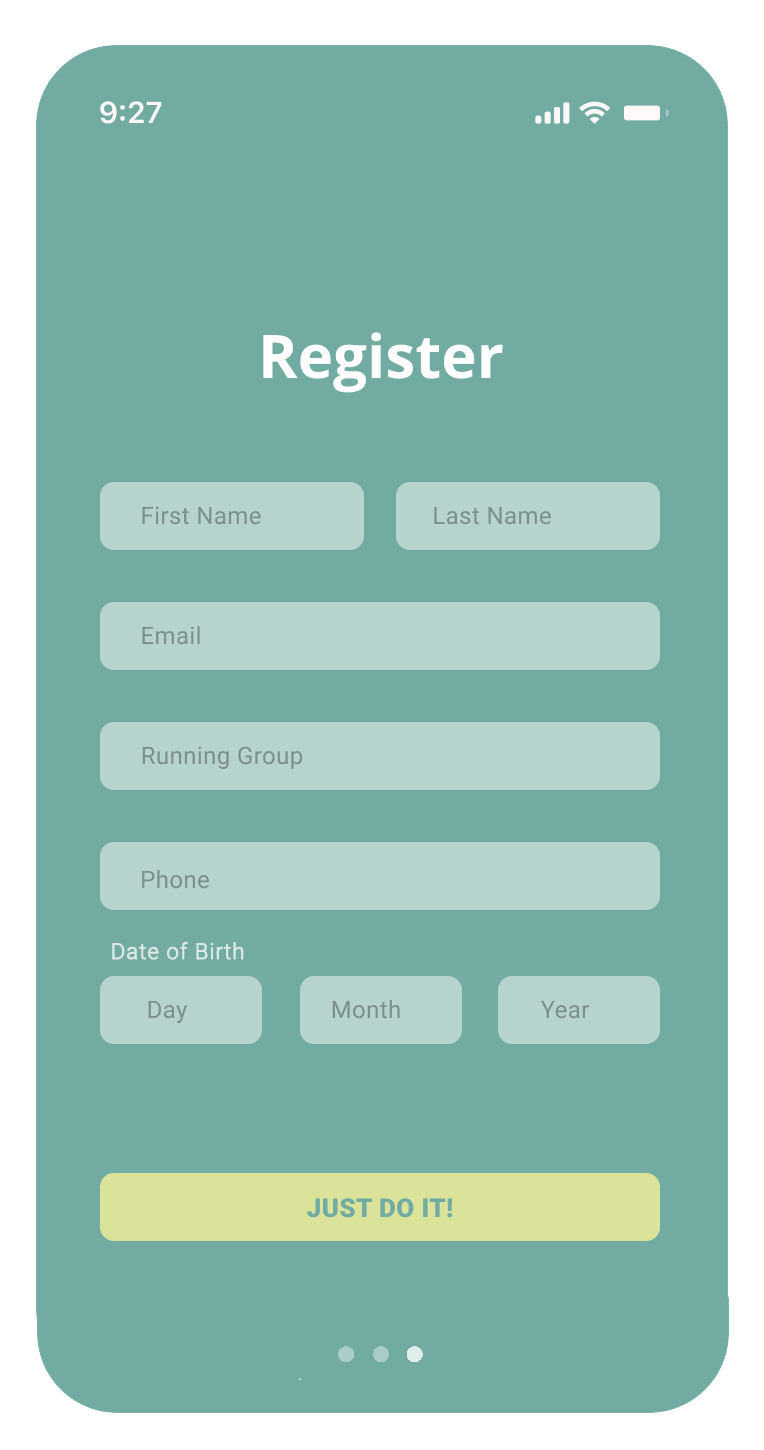 9:27
Register
First Name Last Name
Email
Running Group
Phone
Date of Birth
Day Month Year
JUST DO IT!